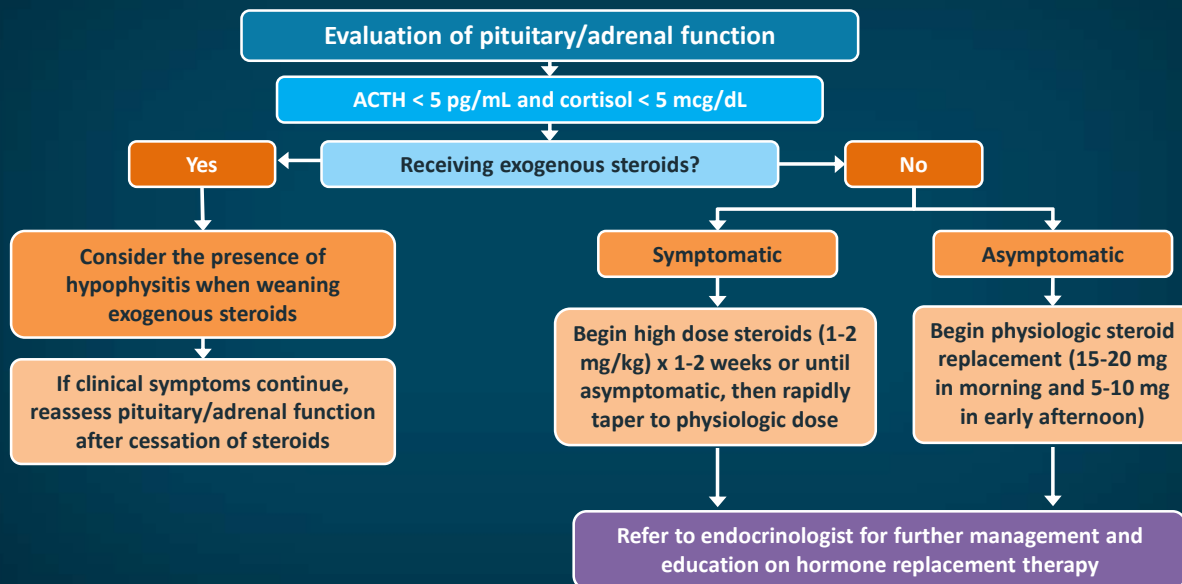 Evaluation of pituitary/adrenal function
ACTH < 5 pg/mL and cortisol < 5 mcg/dL
Receiving exogenous steroids?
Yes
No
Consider the presence of
hypophysitis when weaning
exogenous steroids
If clinical symptoms continue,
reassess pituitary/adrenal function
after cessation of steroids
Symptomatic
Begin high dose steroids (1-2
mg/kg) x 1-2 weeks or until
asymptomatic, then rapidly
taper to physiologic dose
Asymptomatic
Begin physiologic steroid
replacement (15-20 mg
in morning and 5-10 mg
in early afternoon)
Refer to endocrinologist for further management and
education on hormone replacement therapy